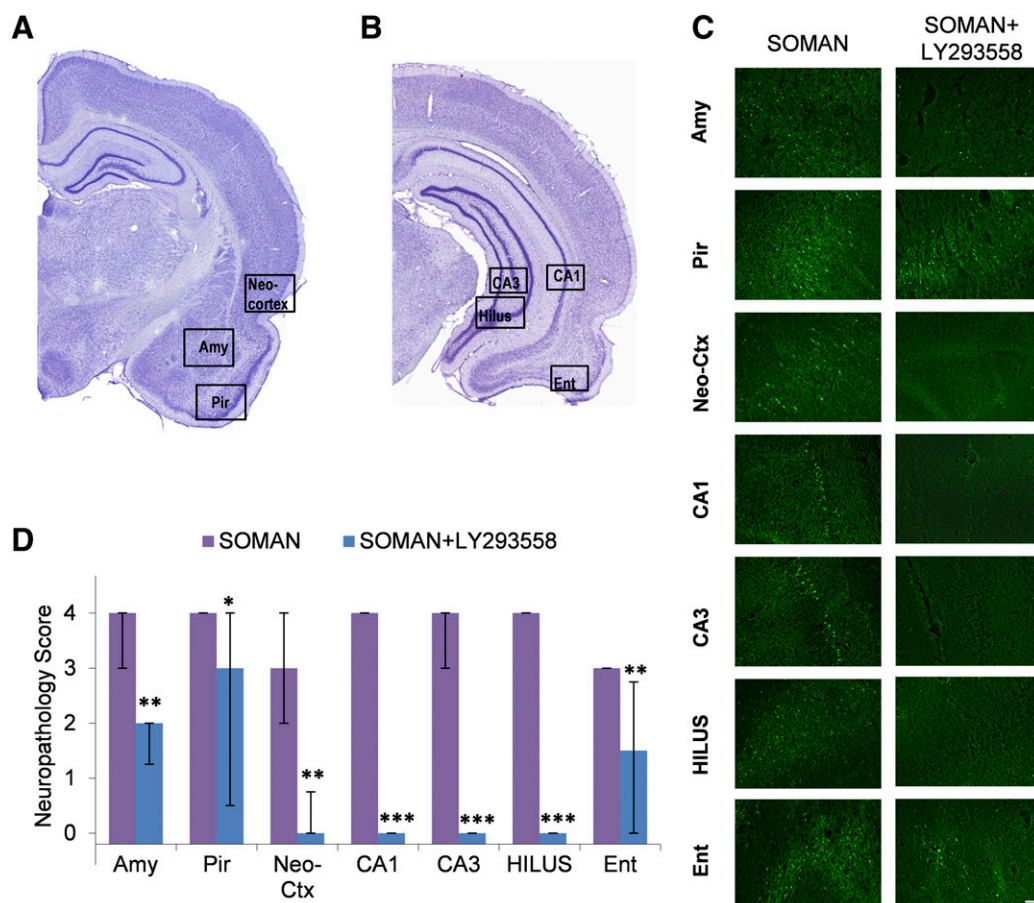 A
B
C
SOMAN
SOMAN+
LY293558
Neo-
cortex
Amy
Pir
CA3
CA1
Hilus
Ent
Amy
Pir
Neo-Ctx
CA1
CA3
HILUS
Ent
D
SOMAN
SOMAN+LY293558
Neuropathology Score
4
3
2
1
0
**
*
**
***
***
***
**
Amy
Pir
Neo-
Ctx
CA1
CA3
HILUS
Ent